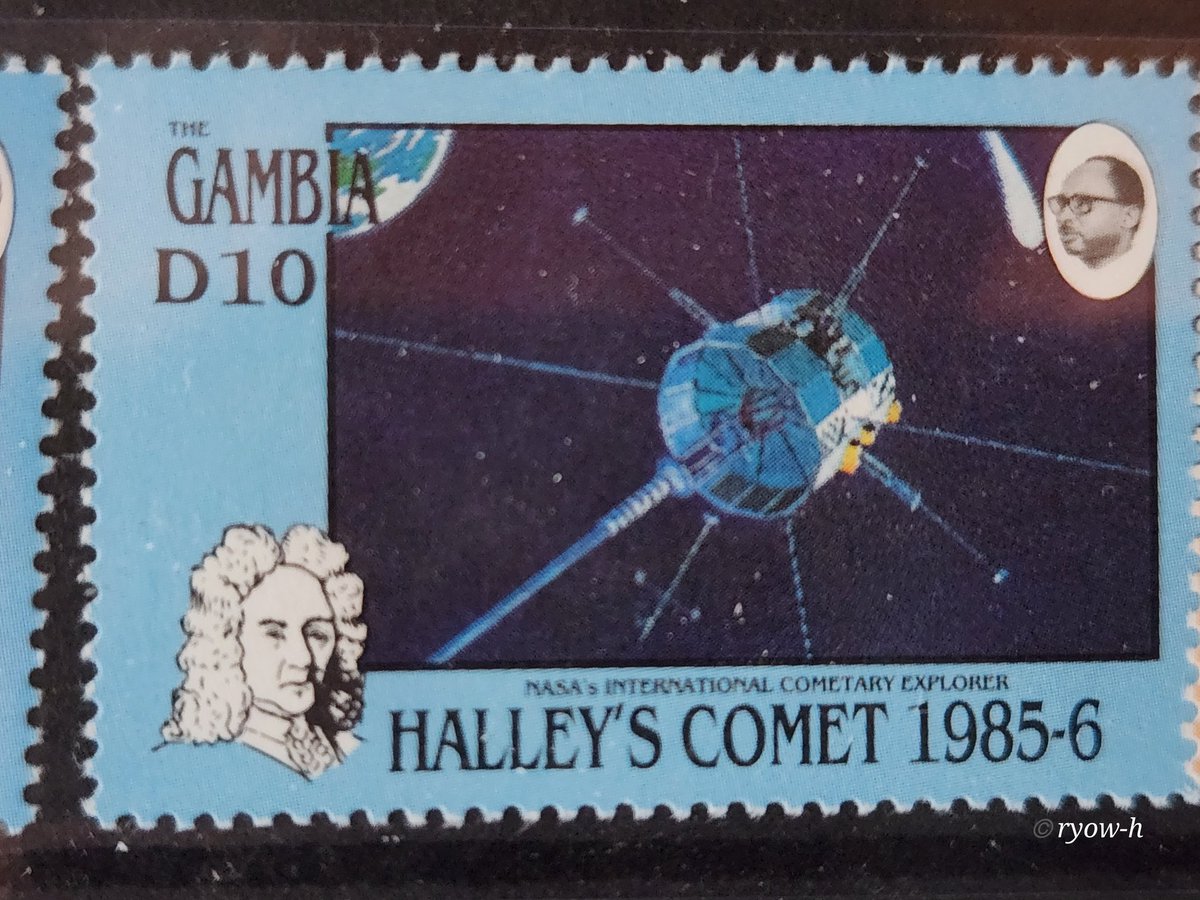 THE
GAMBIA
D10
NASA's INTERNATIONAL COMETARY EXPLORER
HALLEY'S COMET 1985-6
© ryow-h